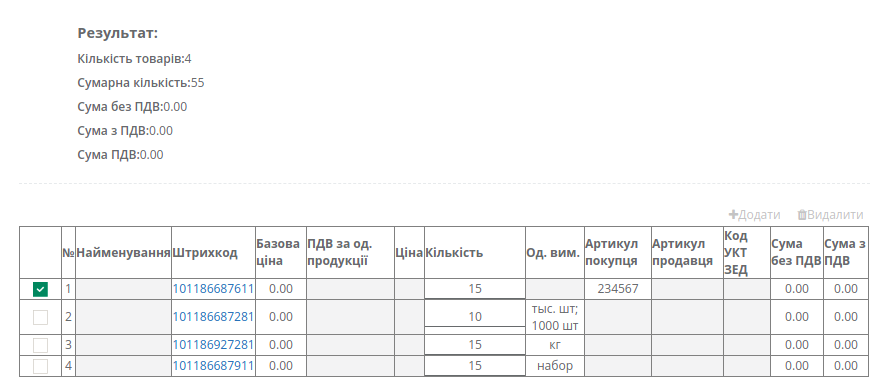 Результат:
Кількість товарів:4
Сумарна кількість:55
Сума без ПДВ:0.00
Сума з ПДВ:0.00
Сума ПДВ:0.00
Додати Видалити
№ Найменування Штрихкод Базова ціна ПДВ за од. продукції Ціна Кількість Од. вим. Артикул покупця Артикул продавця Код УКТ ЗЕД Сума без ПДВ Сума з ПДВ
1 101186687611 0.00 15 234567 0.00 0.00
2 101186687281 0.00 10 тыс. шт; 1000 шт 0.00 0.00
3 101186927281 0.00 15 кг 0.00 0.00
4 101186687911 0.00 15 набор 0.00 0.00